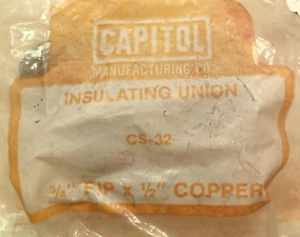 CAPITOL
MANUFACTURING CO.
INSULATING UNION
CS-32
3/4" FIP x 1/2" COPPER